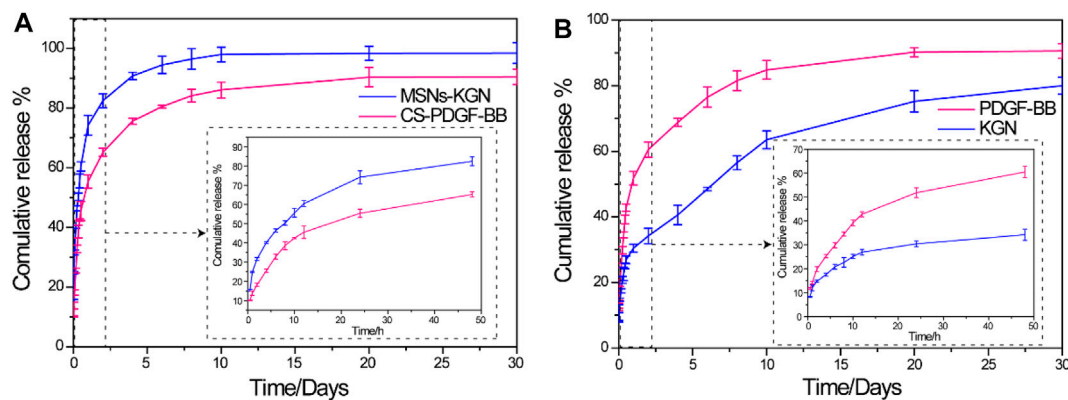 A
Comulative release %
100
80
60
40
20
0
0 5 10 15 20 25 30
Time/Days
MSNs-KGN
CS-PDGF-BB
Comulative release %
90
80
70
60
50
40
30
20
10
0 10 20 30 40 50
Time/h
B
Cumulative release %
100
80
60
40
20
0
0 5 10 15 20 25 30
Time/Days
PDGF-BB
KGN
Cumulative release %
70
60
50
40
30
20
10
0
0 10 20 30 40 50
Time/h